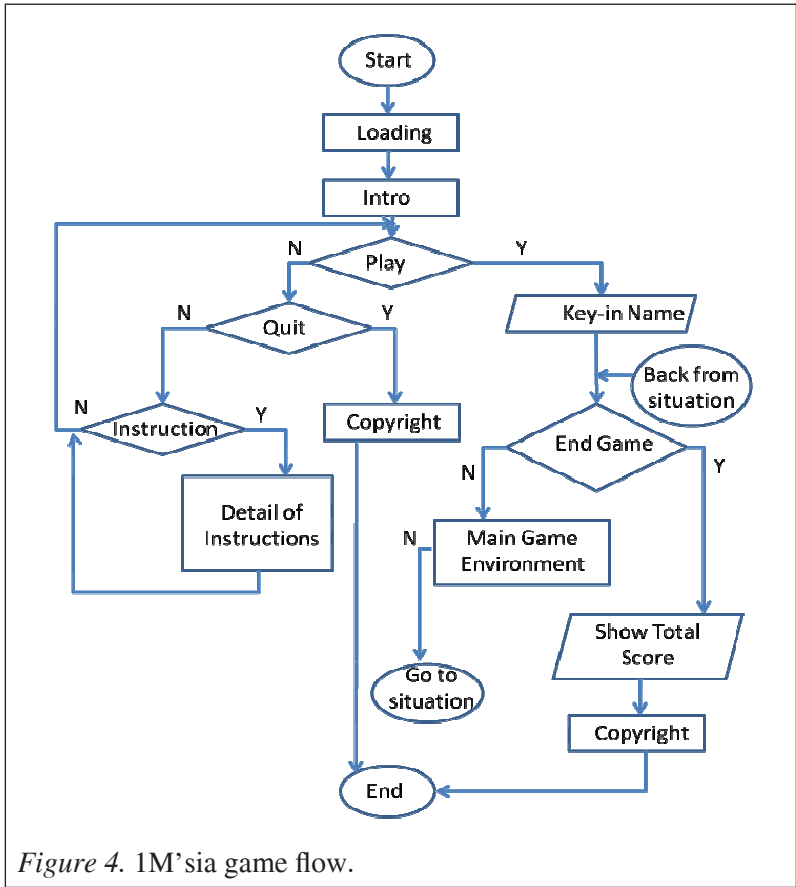 Start
Loading
Intro
N
Play
Y
N
Quit
Y
Key-in Name
Back from
situation
N
Instruction
Y
Copyright
End Game
N
Y
Detail of
Instructions
N
Main Game
Environment
Show Total
Score
Go to
situation
Copyright
End
Figure 4. 1M’sia game flow.